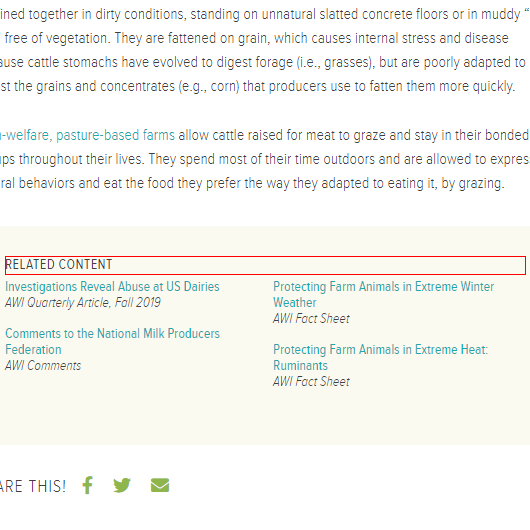 ined together in dirty conditions, standing on unnatural slatted concrete floors or in muddy “
free of vegetation. They are fattened on grain, which causes internal stress and disease
ause cattle stomachs have evolved to digest forage (i.e., grasses), but are poorly adapted to
st the grains and concentrates (e.g., corn) that producers use to fatten them more quickly.
-welfare, pasture-based farms allow cattle raised for meat to graze and stay in their bonded
ups throughout their lives. They spend most of their time outdoors and are allowed to expres
ral behaviors and eat the food they prefer the way they adapted to eating it, by grazing.
RELATED CONTENT
Investigations Reveal Abuse at US Dairies
AWI Quarterly Article, Fall 2019
Comments to the National Milk Producers
Federation
AWI Comments
Protecting Farm Animals in Extreme Winter
Weather
AWI Fact Sheet
Protecting Farm Animals in Extreme Heat:
Ruminants
AWI Fact Sheet
ARE THIS!